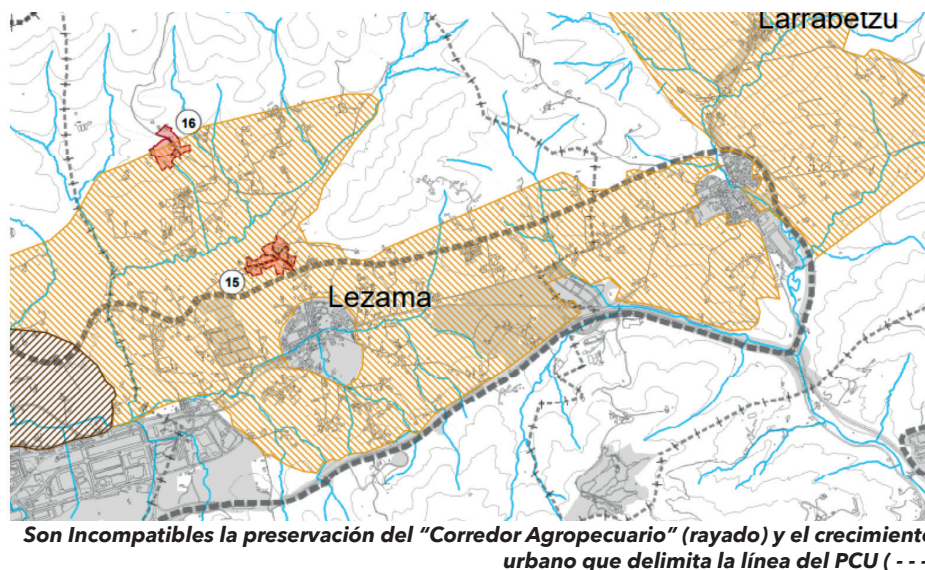 Larrabetzu
16
15
Lezama
Son Incompatibles la preservación del “Corredor Agropecuario” (rayado) y el crecimiento
urbano que delimita la línea del PCU ( - - -